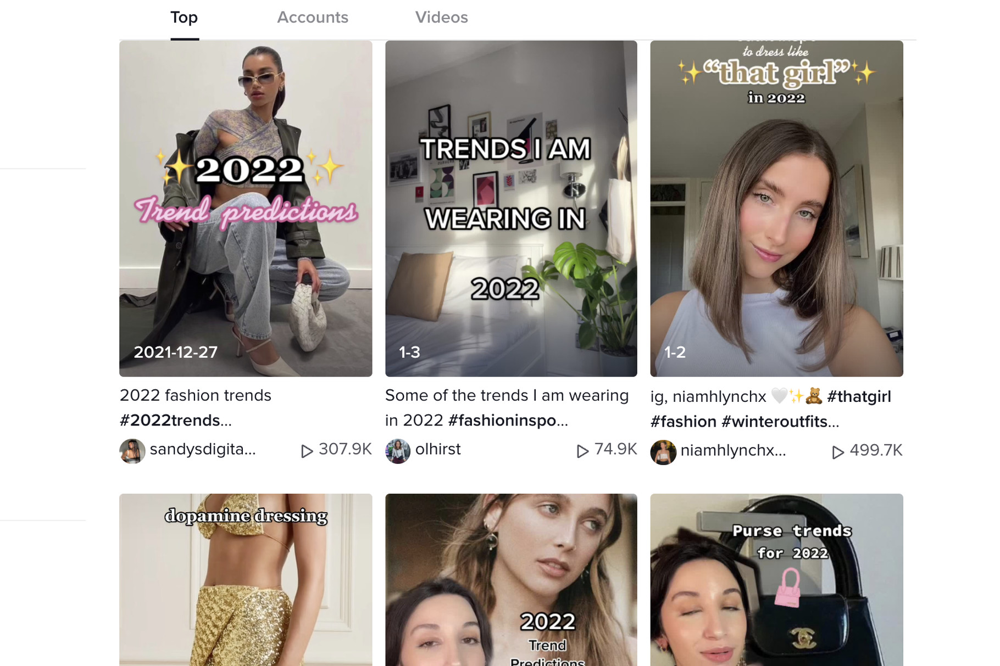 Top
Accounts
Videos
2022
Trend predictions
2021-12-27
2022 fashion trends
#2022trends...
sandysdigita...
307.9K
TRENDS I AM
WEARING IN
2022
1-3
Some of the trends I am wearing
in 2022 #fashioninspo...
olhirst
74.9K
to dress like
“that girl”
in 2022
1-2
ig, niamhlynchx 🤍✨🧸 #thatgirl
#fashion #winteroutfits...
niamhlynchx...
499.7K
dopamine dressing
2022
Trend
Predictions
Purse trends
for 2022